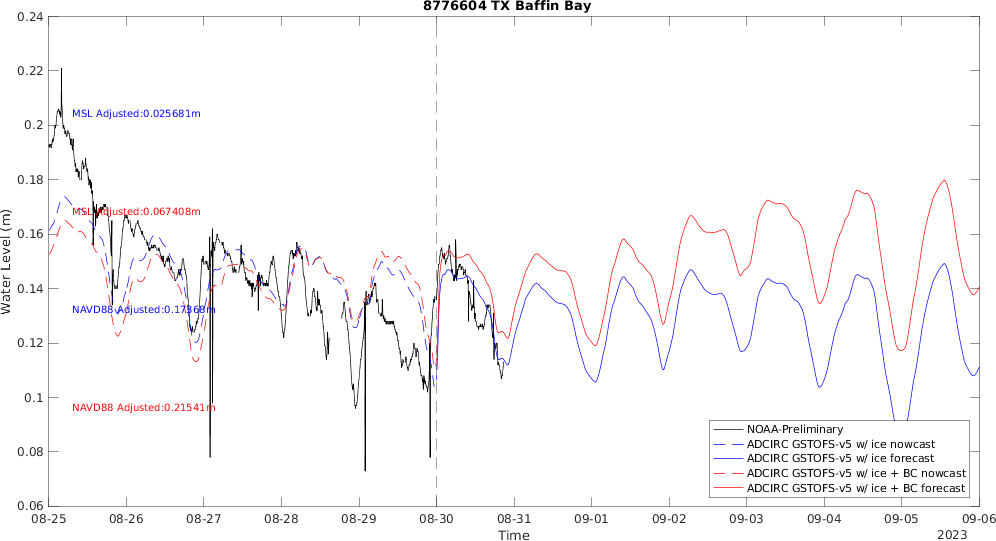 8776604 TX Baffin Bay
Water Level (m)
0.24
0.22
0.2
0.18
0.16
0.14
0.12
0.1
0.08
0.06
MSL Adjusted:0.025681m
MSL Adjusted:0.067408m
NAVD88 Adjusted:0.17368m
NAVD88 Adjusted:0.21541m
NOAA-Preliminary
ADCIRC GSTOFS-v5 w/ ice nowcast
ADCIRC GSTOFS-v5 w/ ice forecast
ADCIRC GSTOFS-v5 w/ ice + BC nowcast
ADCIRC GSTOFS-v5 w/ ice + BC forecast
08-25 08-26 08-27 08-28 08-29 08-30 08-31 09-01 09-02 09-03 09-04 09-05 09-06
Time
2023